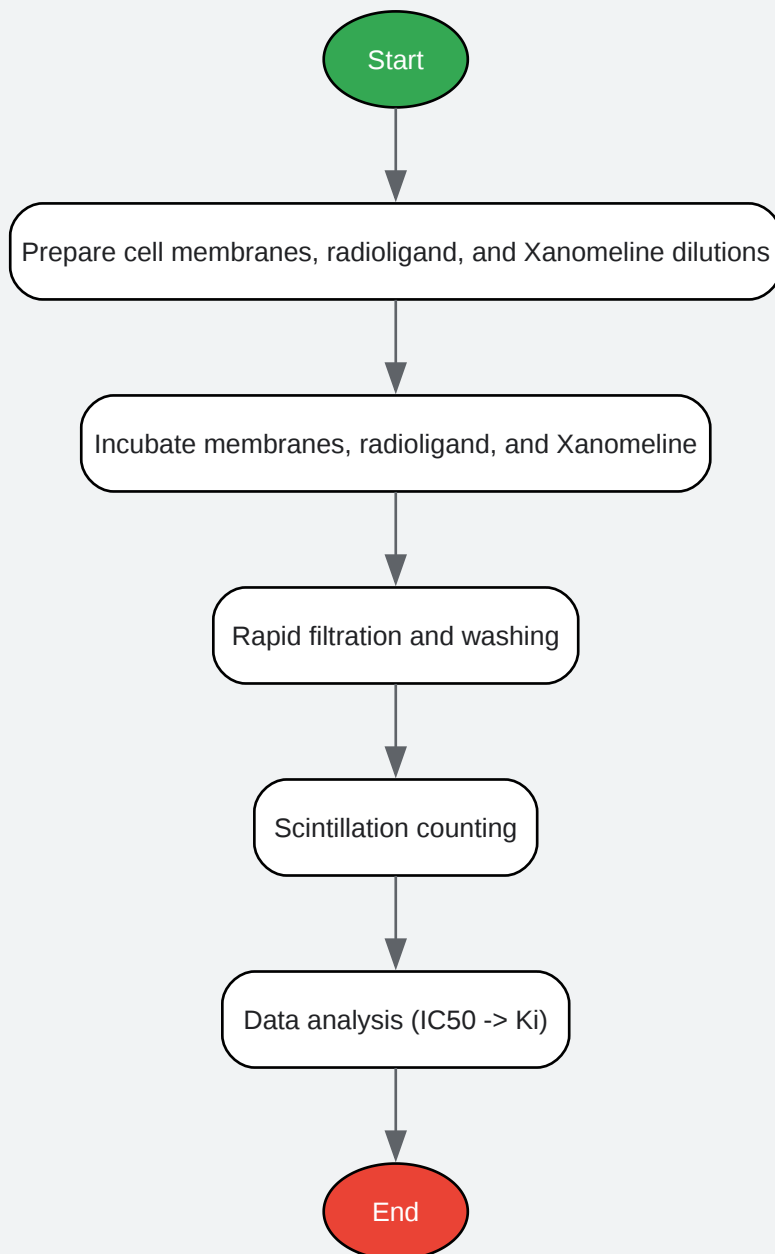 Start
Prepare cell membranes, radioligand, and Xanomeline dilutions
Incubate membranes, radioligand, and Xanomeline
Rapid filtration and washing
Scintillation counting
Data analysis (IC50 -> Ki)
End